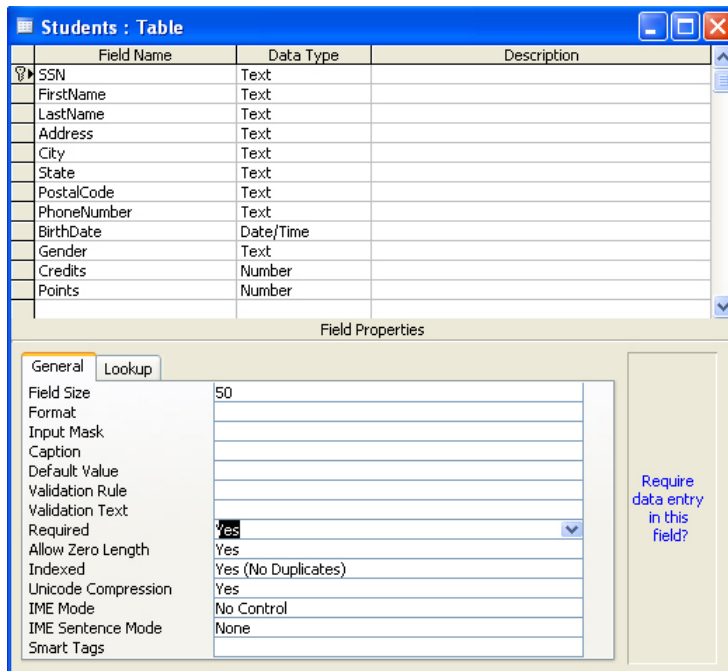 Students : Table
Field Name Data Type Description
SSN Text
FirstName Text
LastName Text
Address Text
City Text
State Text
PostalCode Text
PhoneNumber Text
BirthDate Date/Time
Gender Text
Credits Number
Points Number
Field Properties
General Lookup
Field Size 50
Format
Input Mask
Caption
Default Value
Validation Rule
Validation Text
Required Yes
Allow Zero Length Yes
Indexed Yes (No Duplicates)
Unicode Compression Yes
IME Mode No Control
IME Sentence Mode None
Smart Tags
Require
data entry
in this
field?